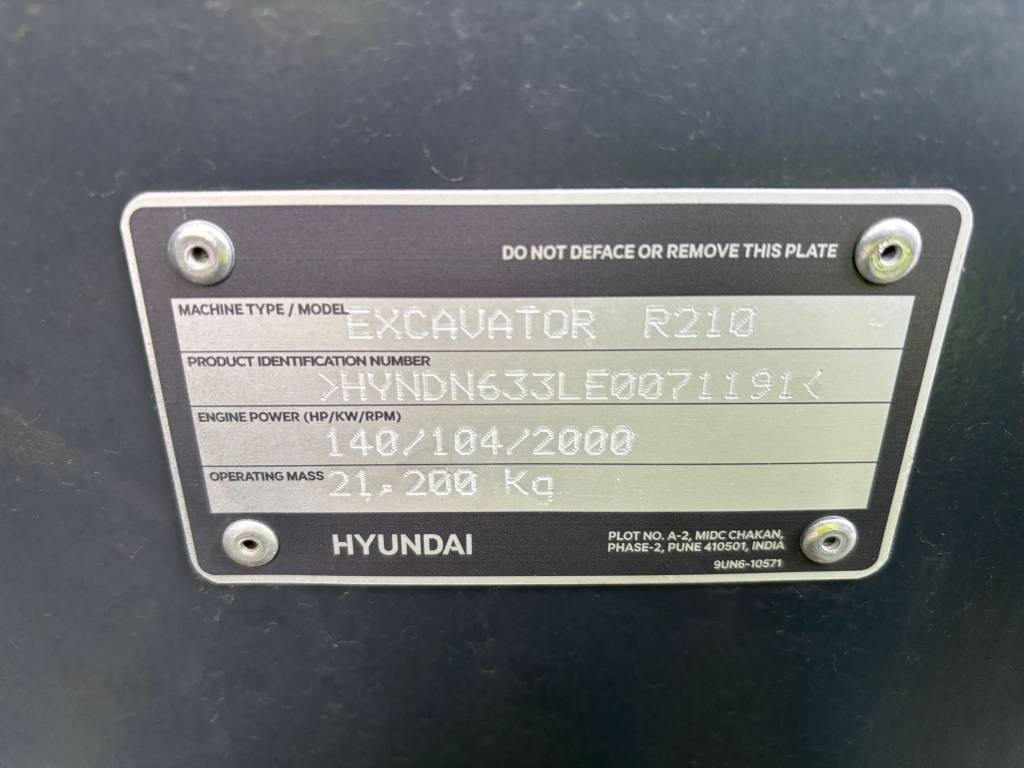 DO NOT DEFACE OR REMOVE THIS PLATE
MACHINE TYPE / MODEL EXCAVATOR R210
PRODUCT IDENTIFICATION NUMBER
>HYNDN633LE0071191<
ENGINE POWER (HP/KW/RPM)
140/104/2000
OPERATING MASS 21,200 Kg
HYUNDAI
PLOT NO. A-2, MIDC CHAKAN,
PHASE-2, PUNE 410501, INDIA
9UN6-10571